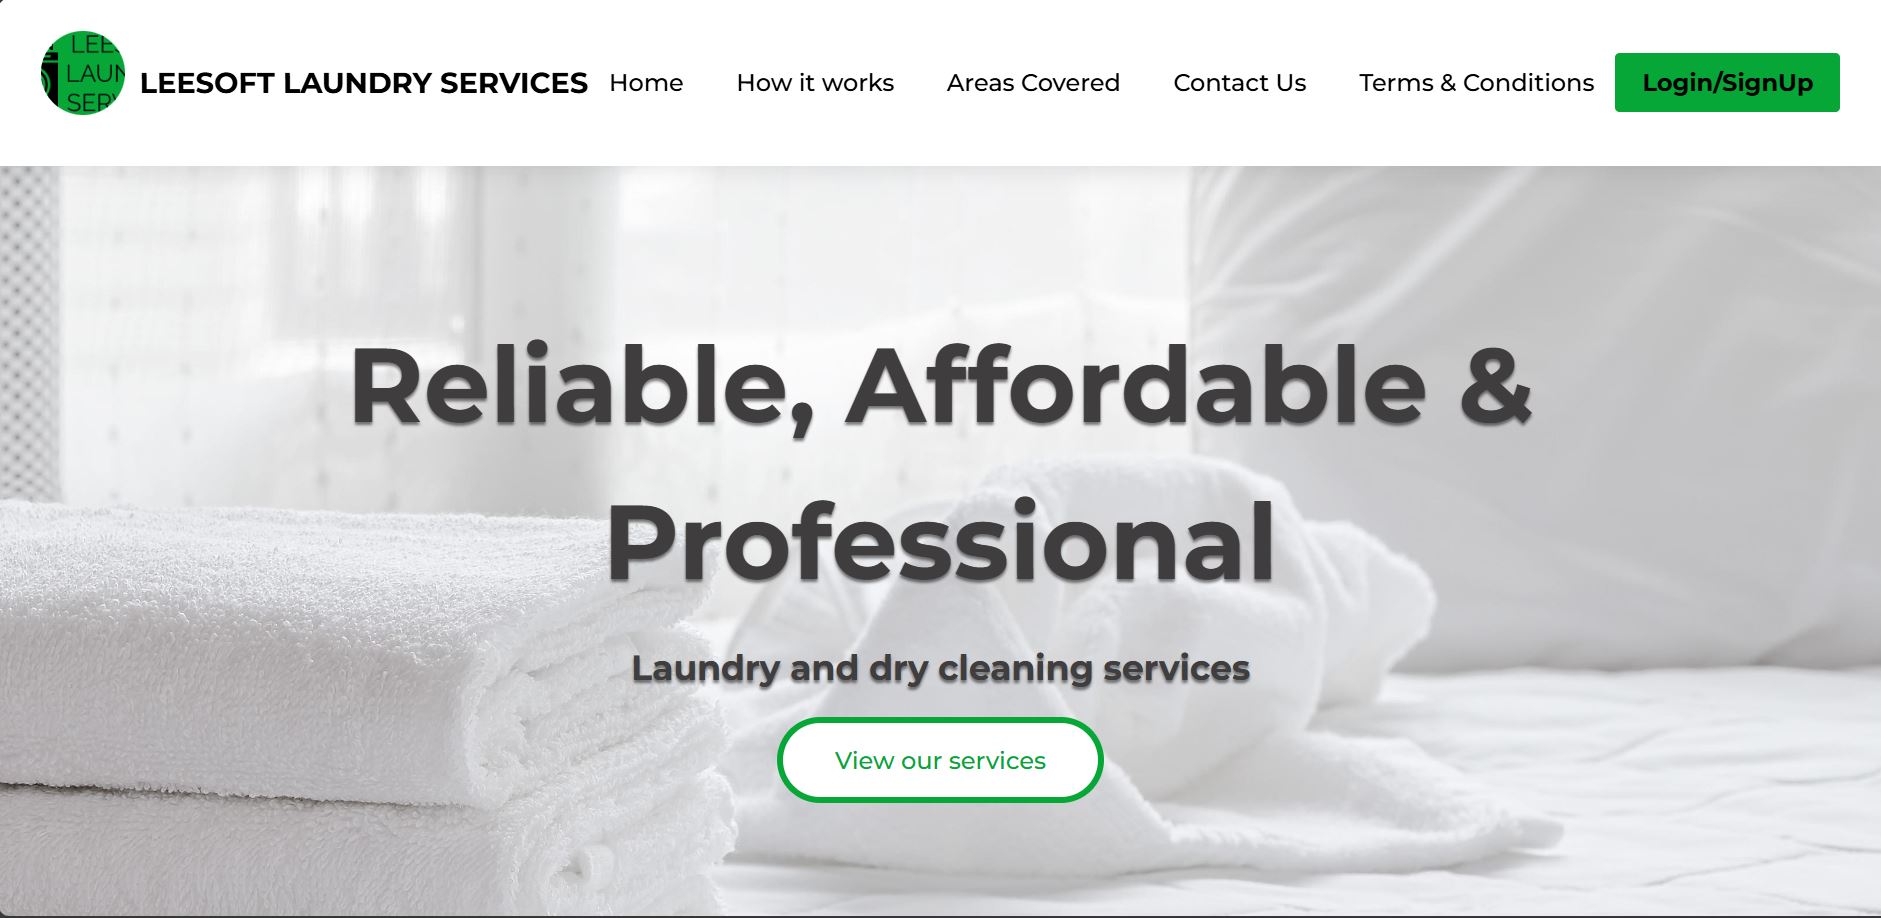 LEE
LAUN
SER
LEESOFT LAUNDRY SERVICES
Home
How it works
Areas Covered
Contact Us
Terms & Conditions
Login/SignUp
Reliable, Affordable &
Professional
Laundry and dry cleaning services
View our services